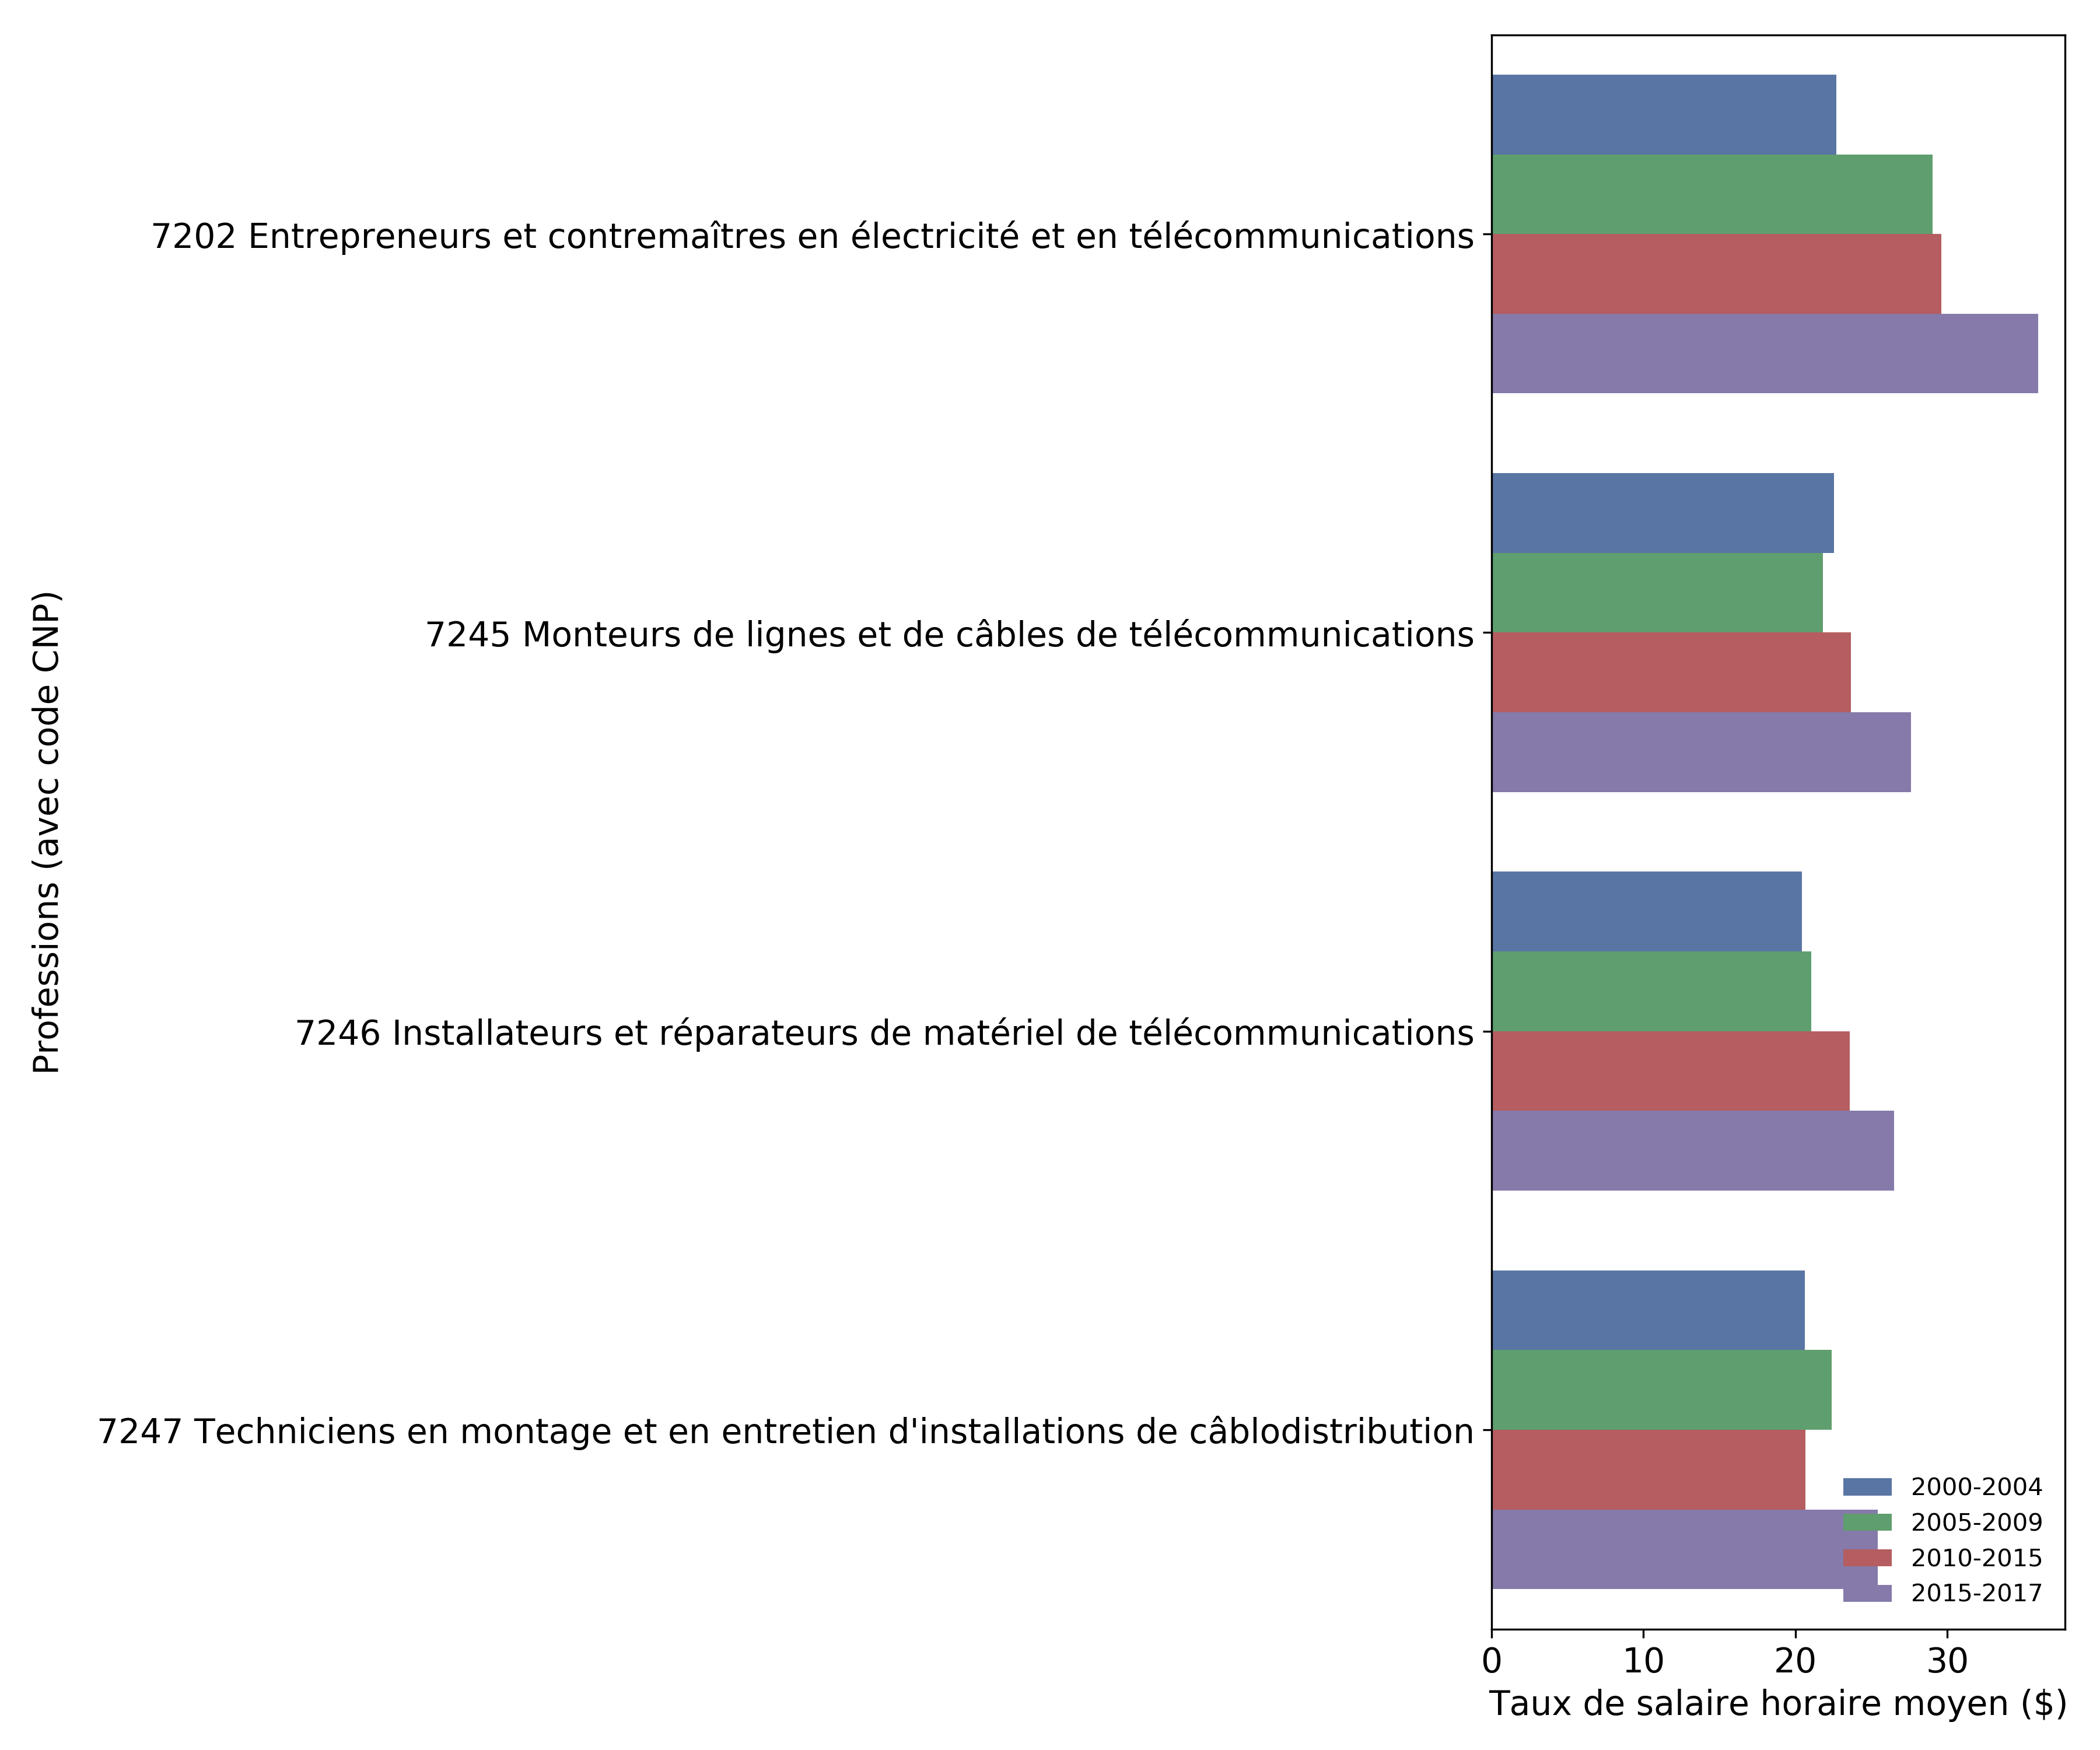 Professions (avec code CNP)
7202 Entrepreneurs et contremaîtres en électricité et en télécommunications
7245 Monteurs de lignes et de câbles de télécommunications
7246 Installateurs et réparateurs de matériel de télécommunications
7247 Techniciens en montage et en entretien d'installations de câblodistribution
2000-2004
2005-2009
2010-2015
2015-2017
0 10 20 30
Taux de salaire horaire moyen ($)